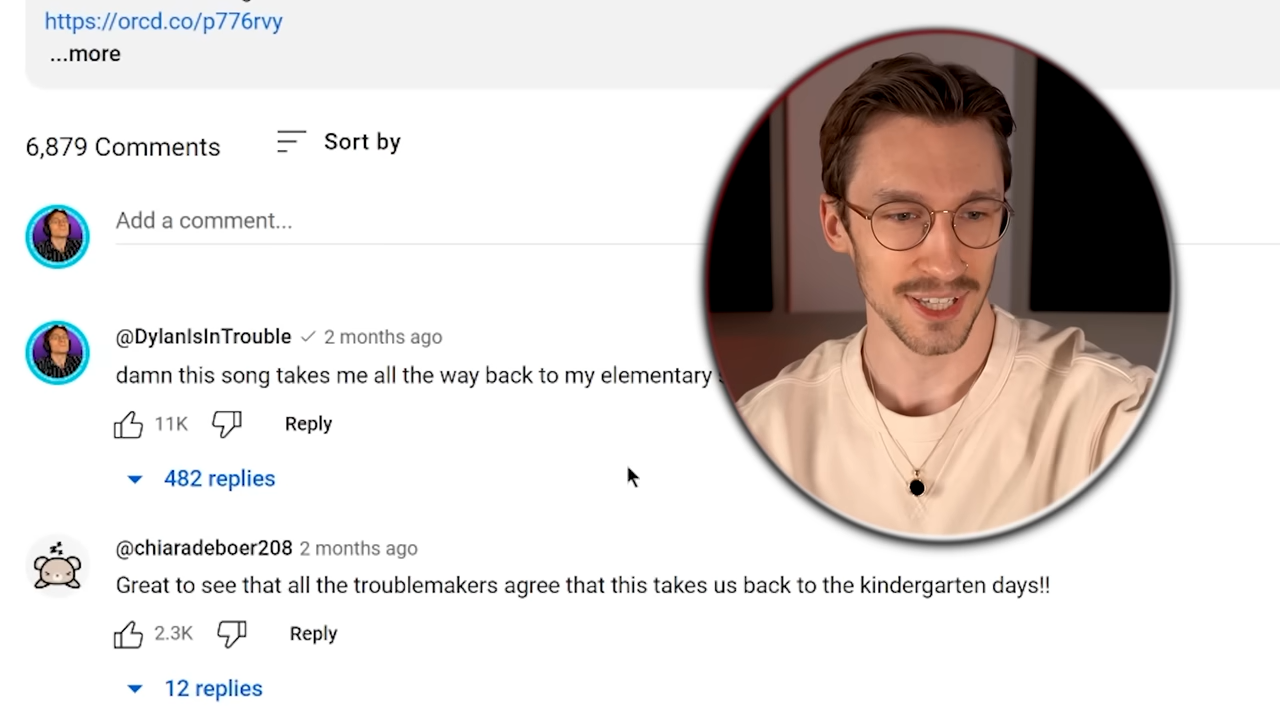 https://orcd.co/p776rvy
...more
6,879 Comments
Sort by
Add a comment...
@DylanIsInTrouble 2 months ago
damn this song takes me all the way back to my elementary
11K
Reply
482 replies
@chiaradeboer208 2 months ago
Great to see that all the troublemakers agree that this takes us back to the kindergarten days!!
2.3K
Reply
12 replies